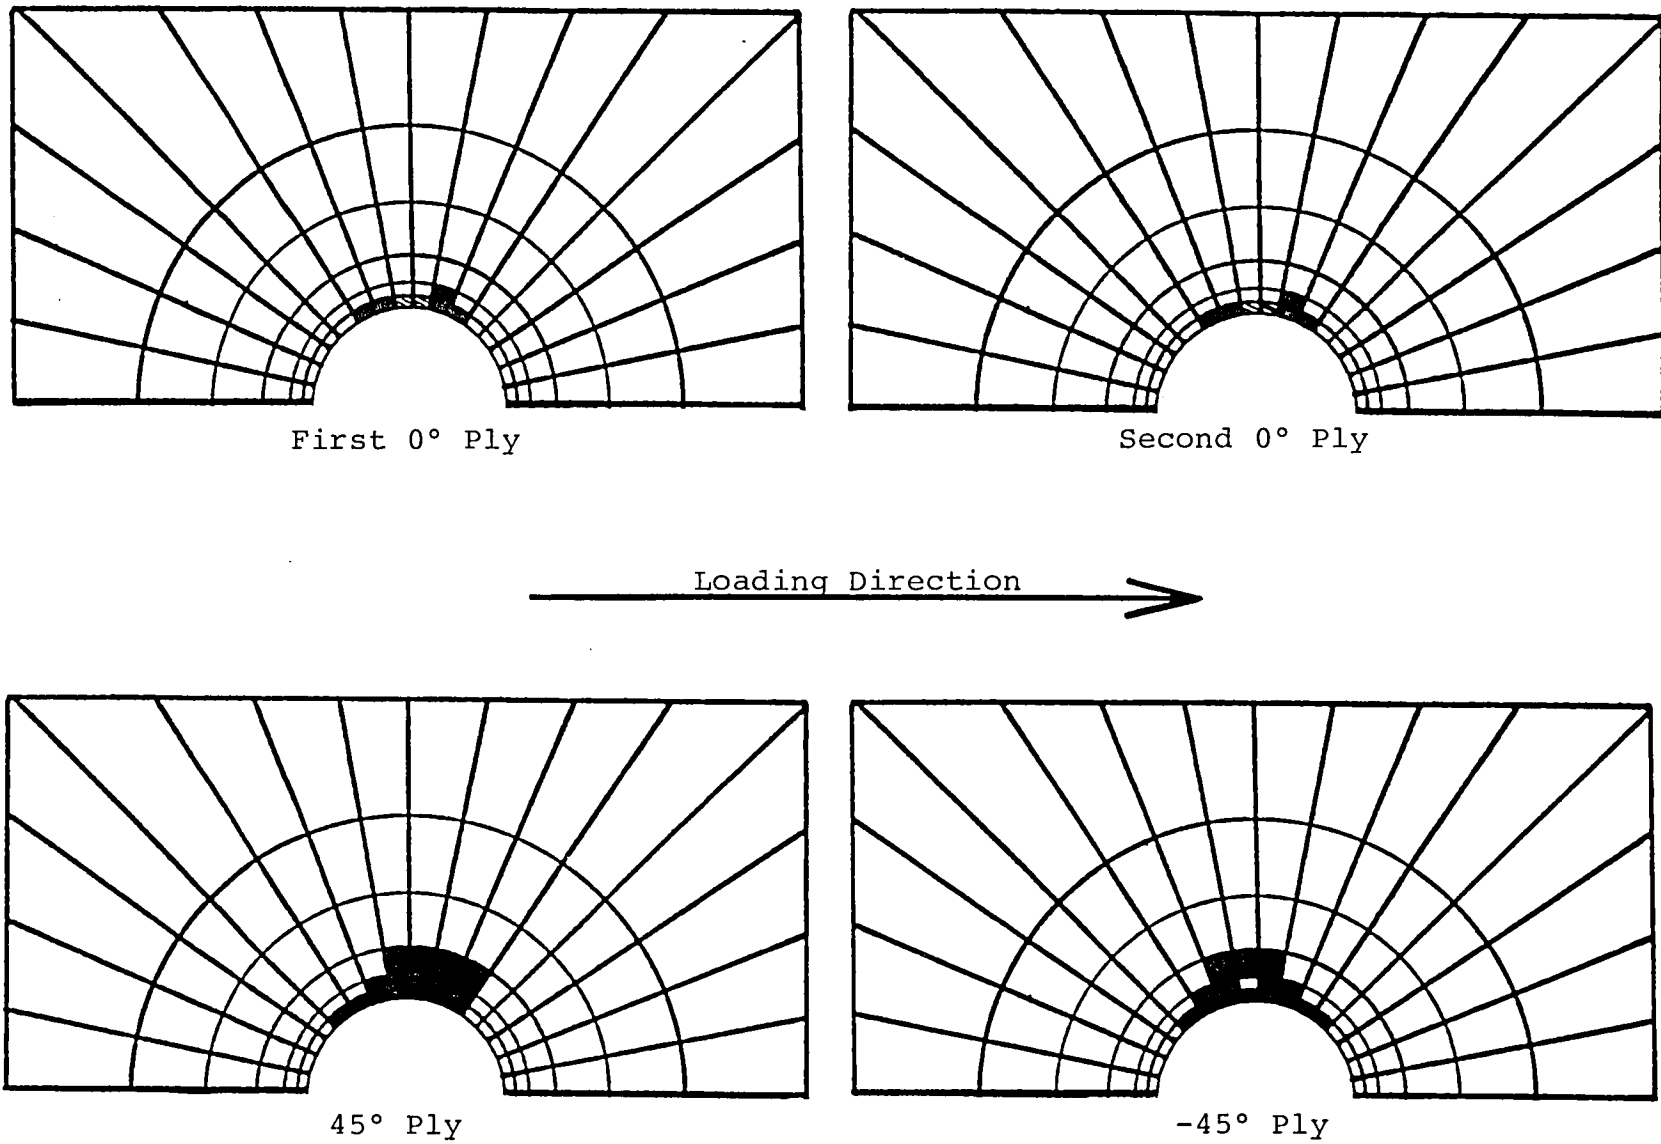 First 0° Ply
Second 0° Ply
Loading Direction
45° Ply
-45° Ply